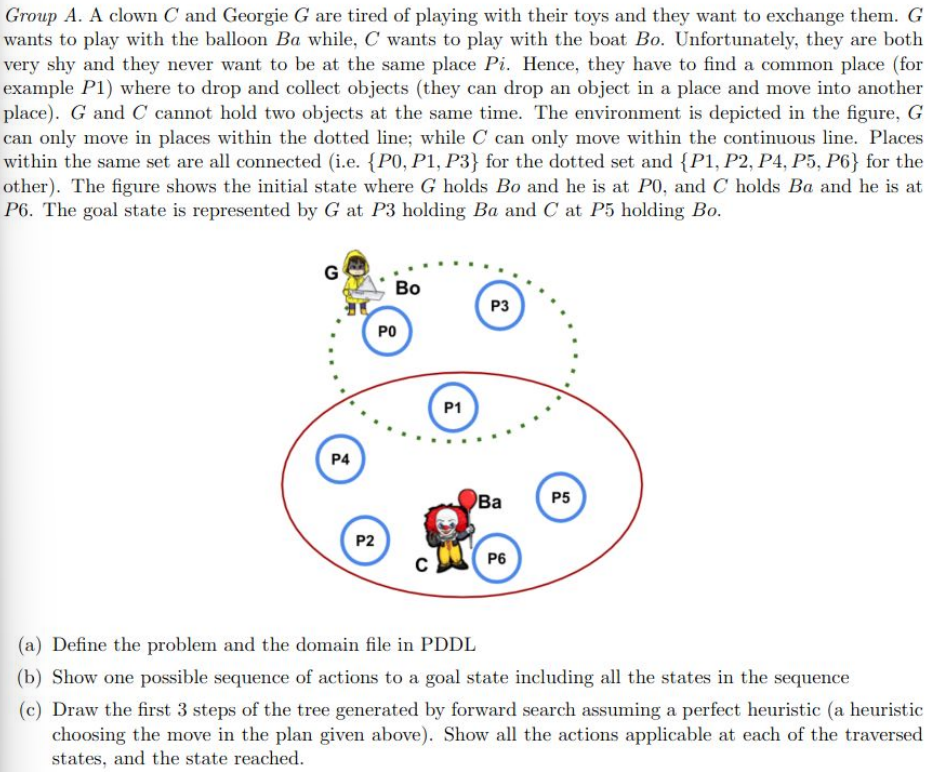 Group A. A clown C and Georgie G are tired of playing with their toys and they want to exchange them. G
wants to play with the balloon Ba while, C wants to play with the boat Bo. Unfortunately, they are both
very shy and they never want to be at the same place Pi. Hence, they have to find a common place (for
example P1) where to drop and collect objects (they can drop an object in a place and move into another
place). G and C cannot hold two objects at the same time. The environment is depicted in the figure, G
can only move in places within the dotted line; while C can only move within the continuous line. Places
within the same set are all connected (i.e. {P0, P1, P3} for the dotted set and {P1, P2, P4, P5, P6} for the
other). The figure shows the initial state where G holds Bo and he is at P0, and C holds Ba and he is at
P6. The goal state is represented by G at P3 holding Ba and C at P5 holding Bo.
G
Bo
P3
P0
P1
P4
Ba
P5
P2
C
P6
(a) Define the problem and the domain file in PDDL
(b) Show one possible sequence of actions to a goal state including all the states in the sequence
(c) Draw the first 3 steps of the tree generated by forward search assuming a perfect heuristic (a heuristic
choosing the move in the plan given above). Show all the actions applicable at each of the traversed
states, and the state reached.